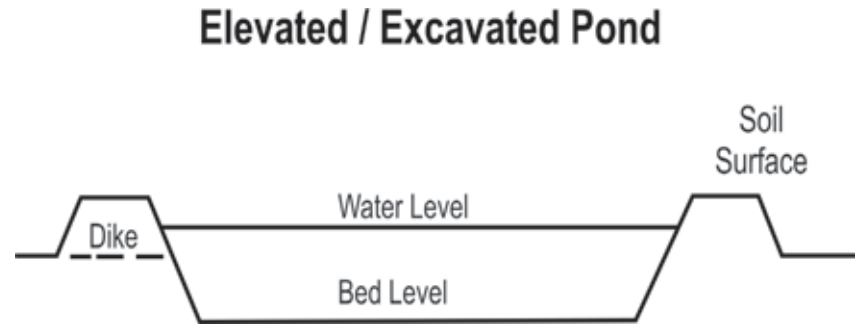 Elevated / Excavated Pond
Soil
Surface
Water Level
Dike
Bed Level